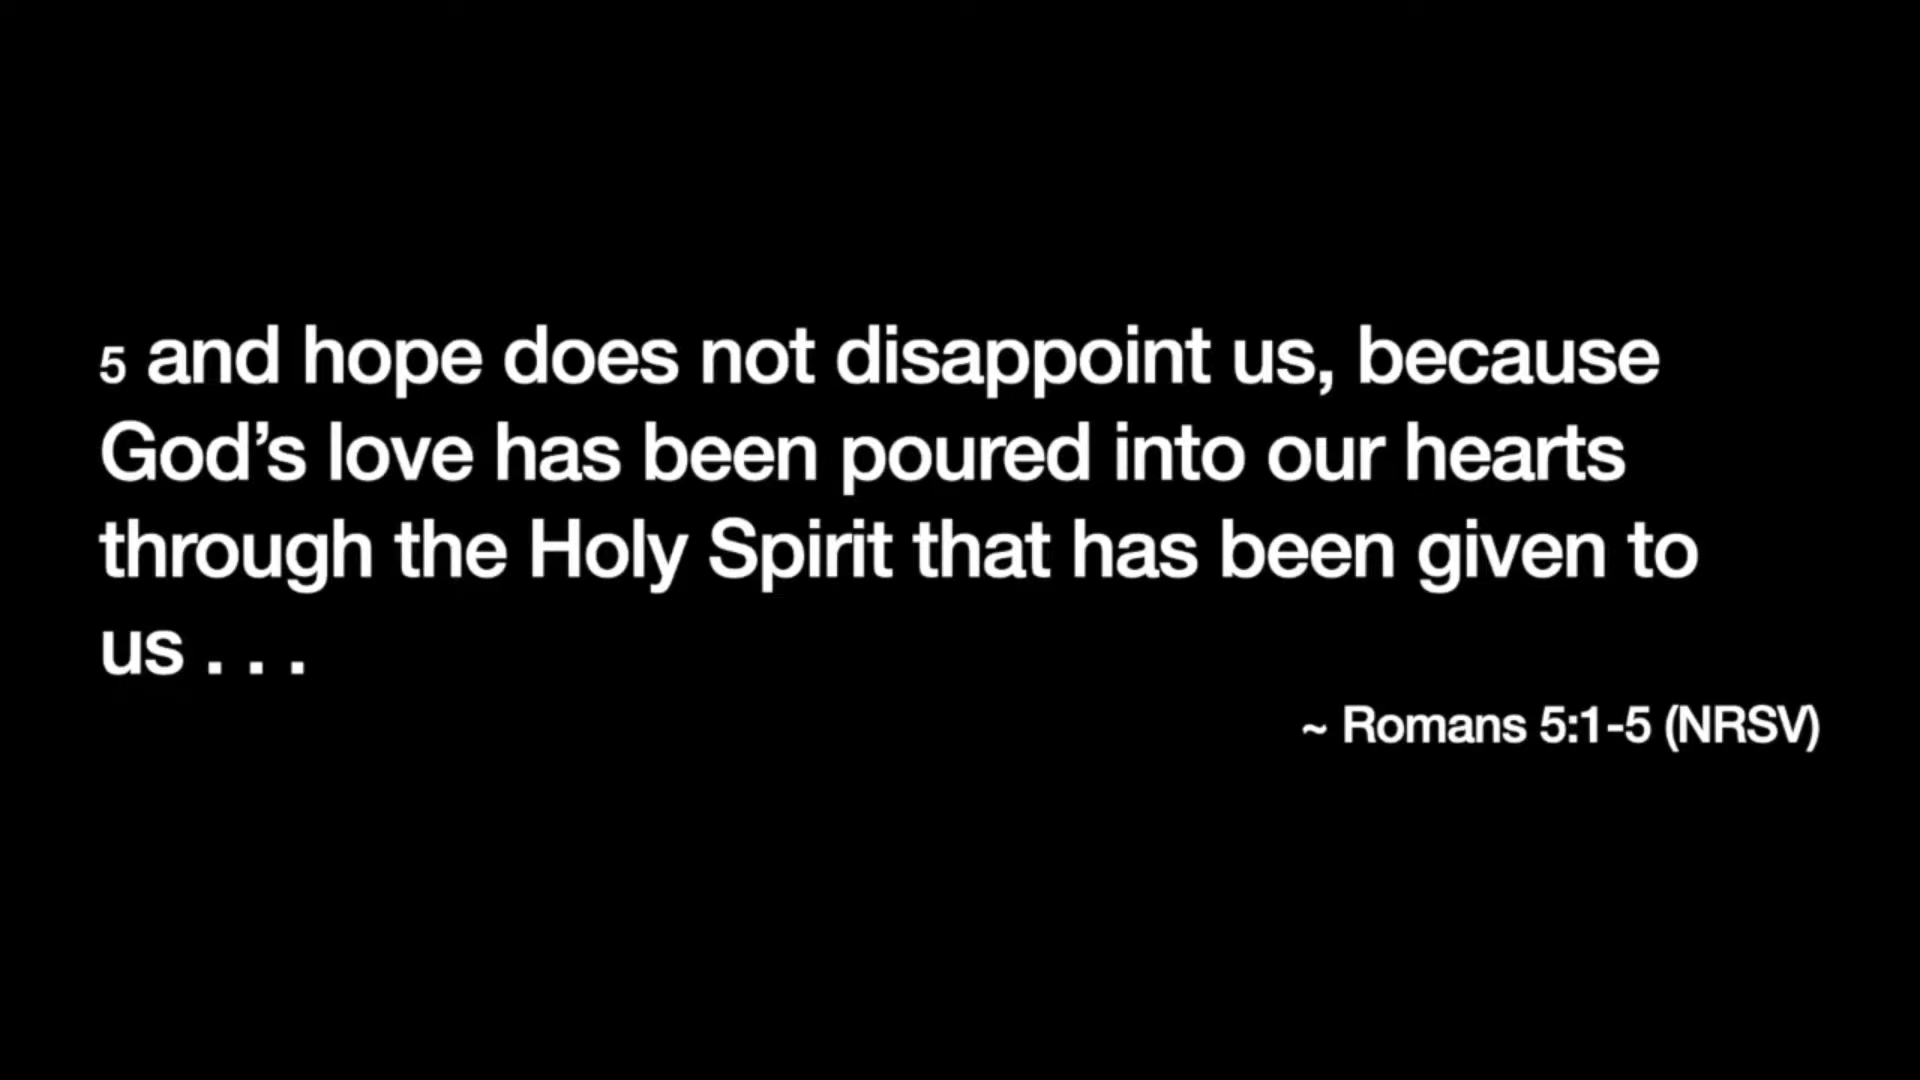 5 and hope does not disappoint us, because
God’s love has been poured into our hearts
through the Holy Spirit that has been given to
us . . .
~ Romans 5:1-5 (NRSV)